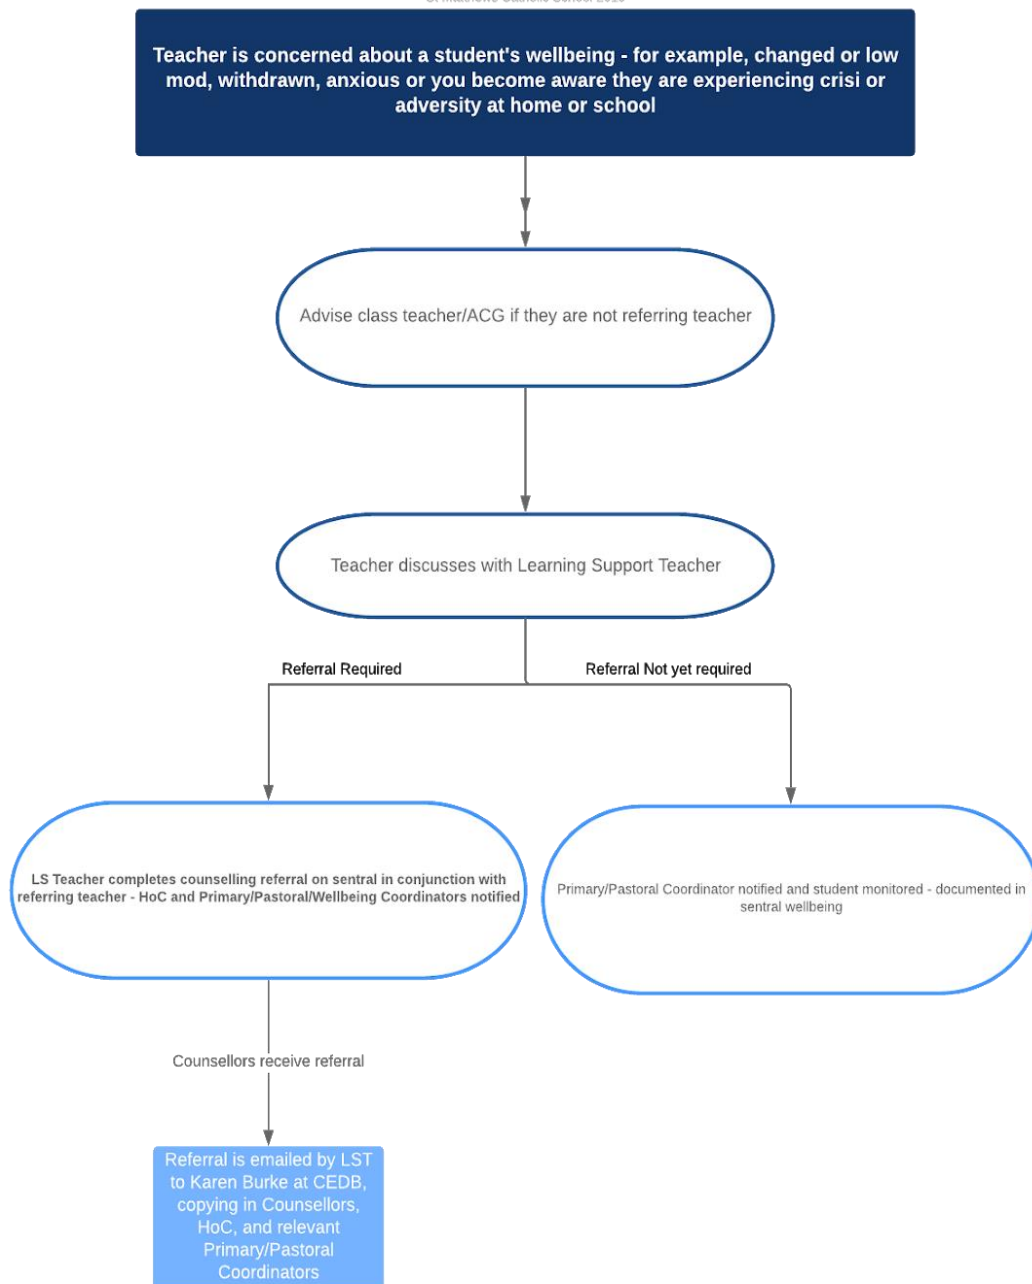 Teacher is concerned about a student's wellbeing - for example, changed or low
mod, withdrawn, anxious or you become aware they are experiencing crisi or
adversity at home or school
Advise class teacher/ACG if they are not referring teacher
Teacher discusses with Learning Support Teacher
Referral Required
Referral Not yet required
LS Teacher completes counselling referral on sentral in conjunction with
referring teacher - HoC and Primary/Pastoral/Wellbeing Coordinators notified
Primary/Pastoral Coordinator notified and student monitored - documented in
sentral wellbeing
Counsellors receive referral
Referral is emailed by LST
to Karen Burke at CEDB,
copying in Counsellors,
HoC, and relevant
Primary/Pastoral
Coordinators